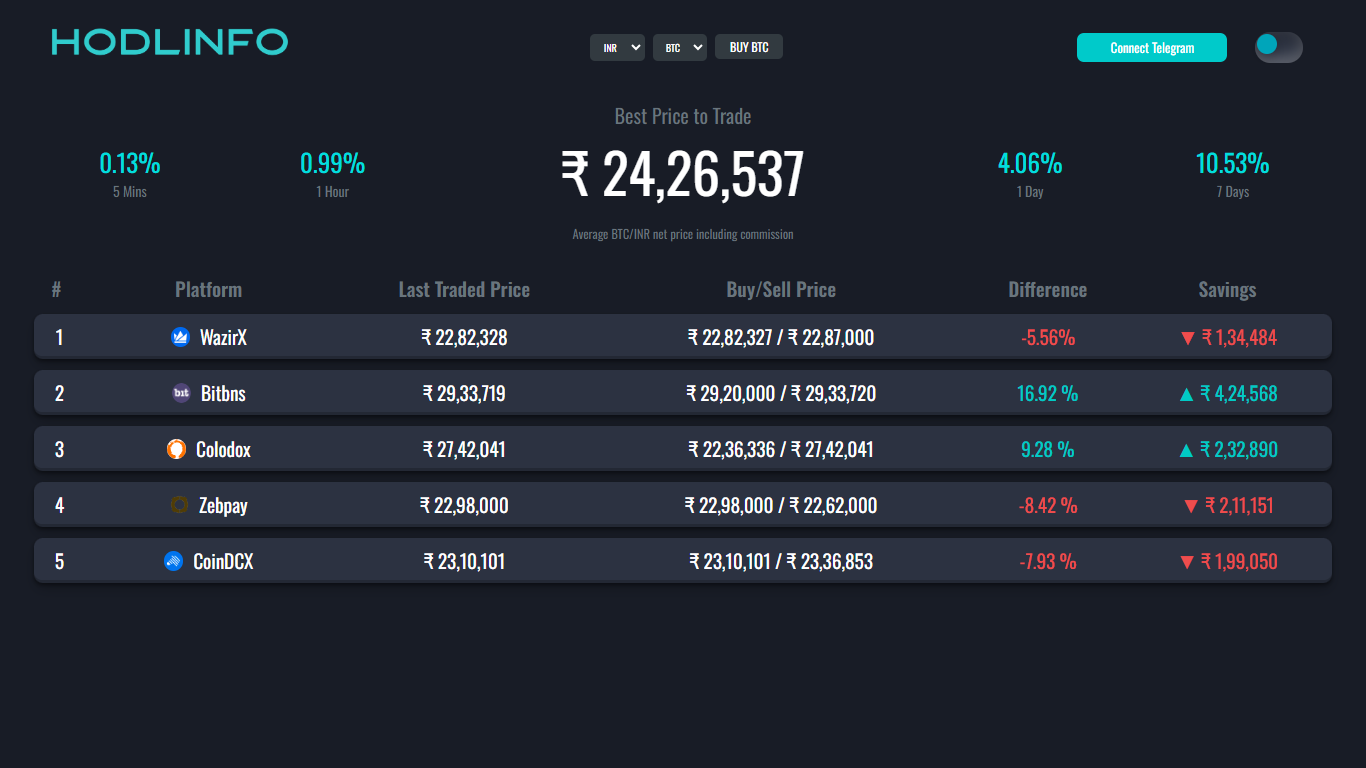 HODLINFO
INR BTC BUY BTC
Connect Telegram
Best Price to Trade
0.13% 0.99% ₹ 24,26,537 4.06% 10.53%
5 Mins 1 Hour 1 Day 7 Days
Average BTC/INR net price including commission
# Platform Last Traded Price Buy/Sell Price Difference Savings
1 WazirX ₹ 22,82,328 ₹ 22,82,327 / ₹ 22,87,000 -5.56% ▼ ₹ 1,34,484
2 bit Bitbns ₹ 29,33,719 ₹ 29,20,000 / ₹ 29,33,720 16.92 % ▲ ₹ 4,24,568
3 Colodox ₹ 27,42,041 ₹ 22,36,336 / ₹ 27,42,041 9.28 % ▲ ₹ 2,32,890
4 Zebpay ₹ 22,98,000 ₹ 22,98,000 / ₹ 22,62,000 -8.42 % ▼ ₹ 2,11,151
5 CoinDCX ₹ 23,10,101 ₹ 23,10,101 / ₹ 23,36,853 -7.93 % ▼ ₹ 1,99,050